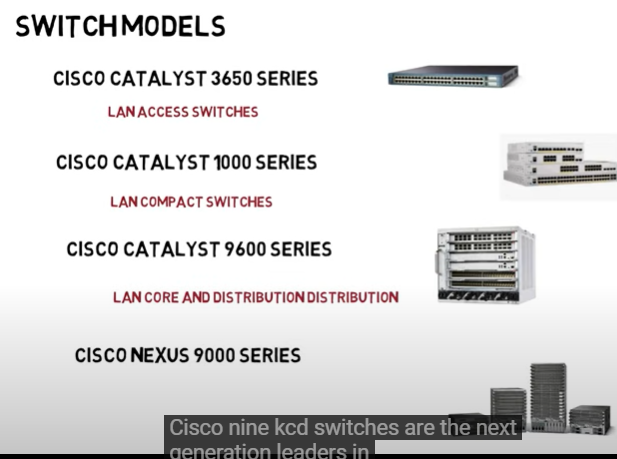 SWITCH MODELS
CISCO CATALYST 3650 SERIES
LAN ACCESS SWITCHES
CISCO CATALYST 1000 SERIES
LAN COMPACT SWITCHES
CISCO CATALYST 9600 SERIES
LAN CORE AND DISTRIBUTION DISTRIBUTION
CISCO NEXUS 9000 SERIES
Cisco nine kcd switches are the next
generation leaders in